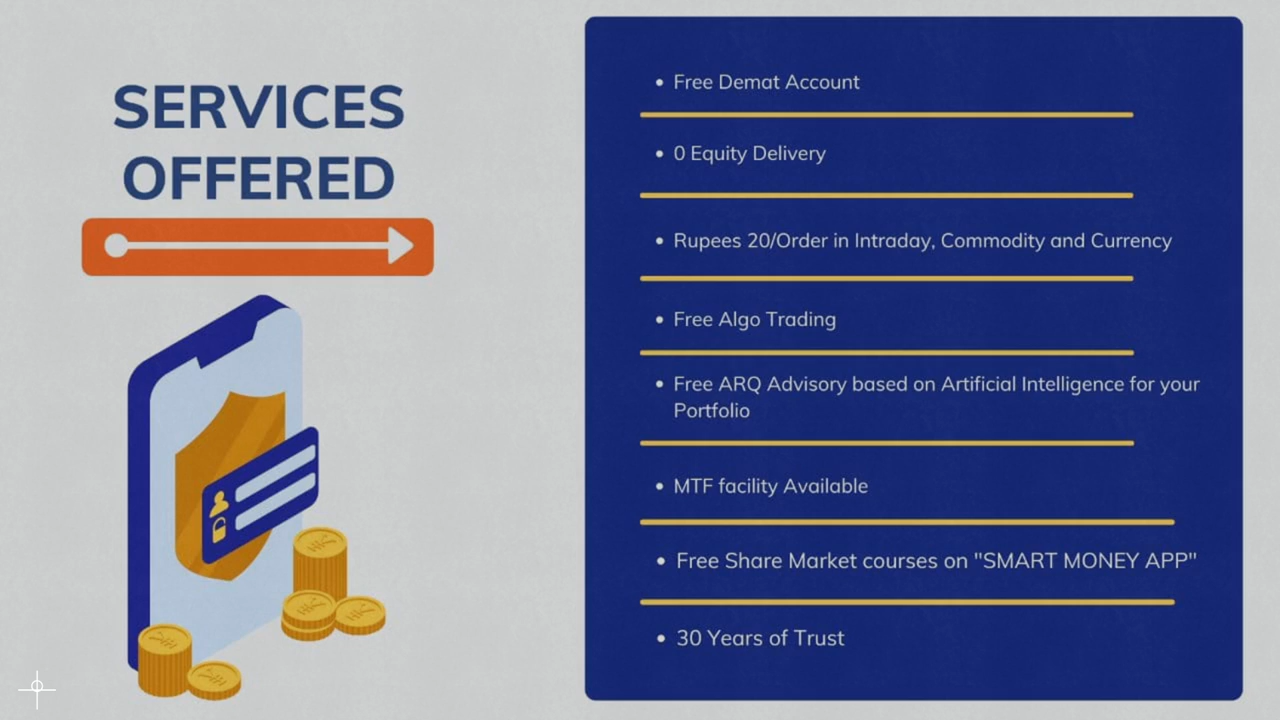 SERVICES
OFFERED
• Free Demat Account
• 0 Equity Delivery
• Rupees 20/Order in Intraday, Commodity and Currency
• Free Algo Trading
• Free ARQ Advisory based on Artificial Intelligence for your
Portfolio
• MTF facility Available
• Free Share Market courses on "SMART MONEY APP"
• 30 Years of Trust